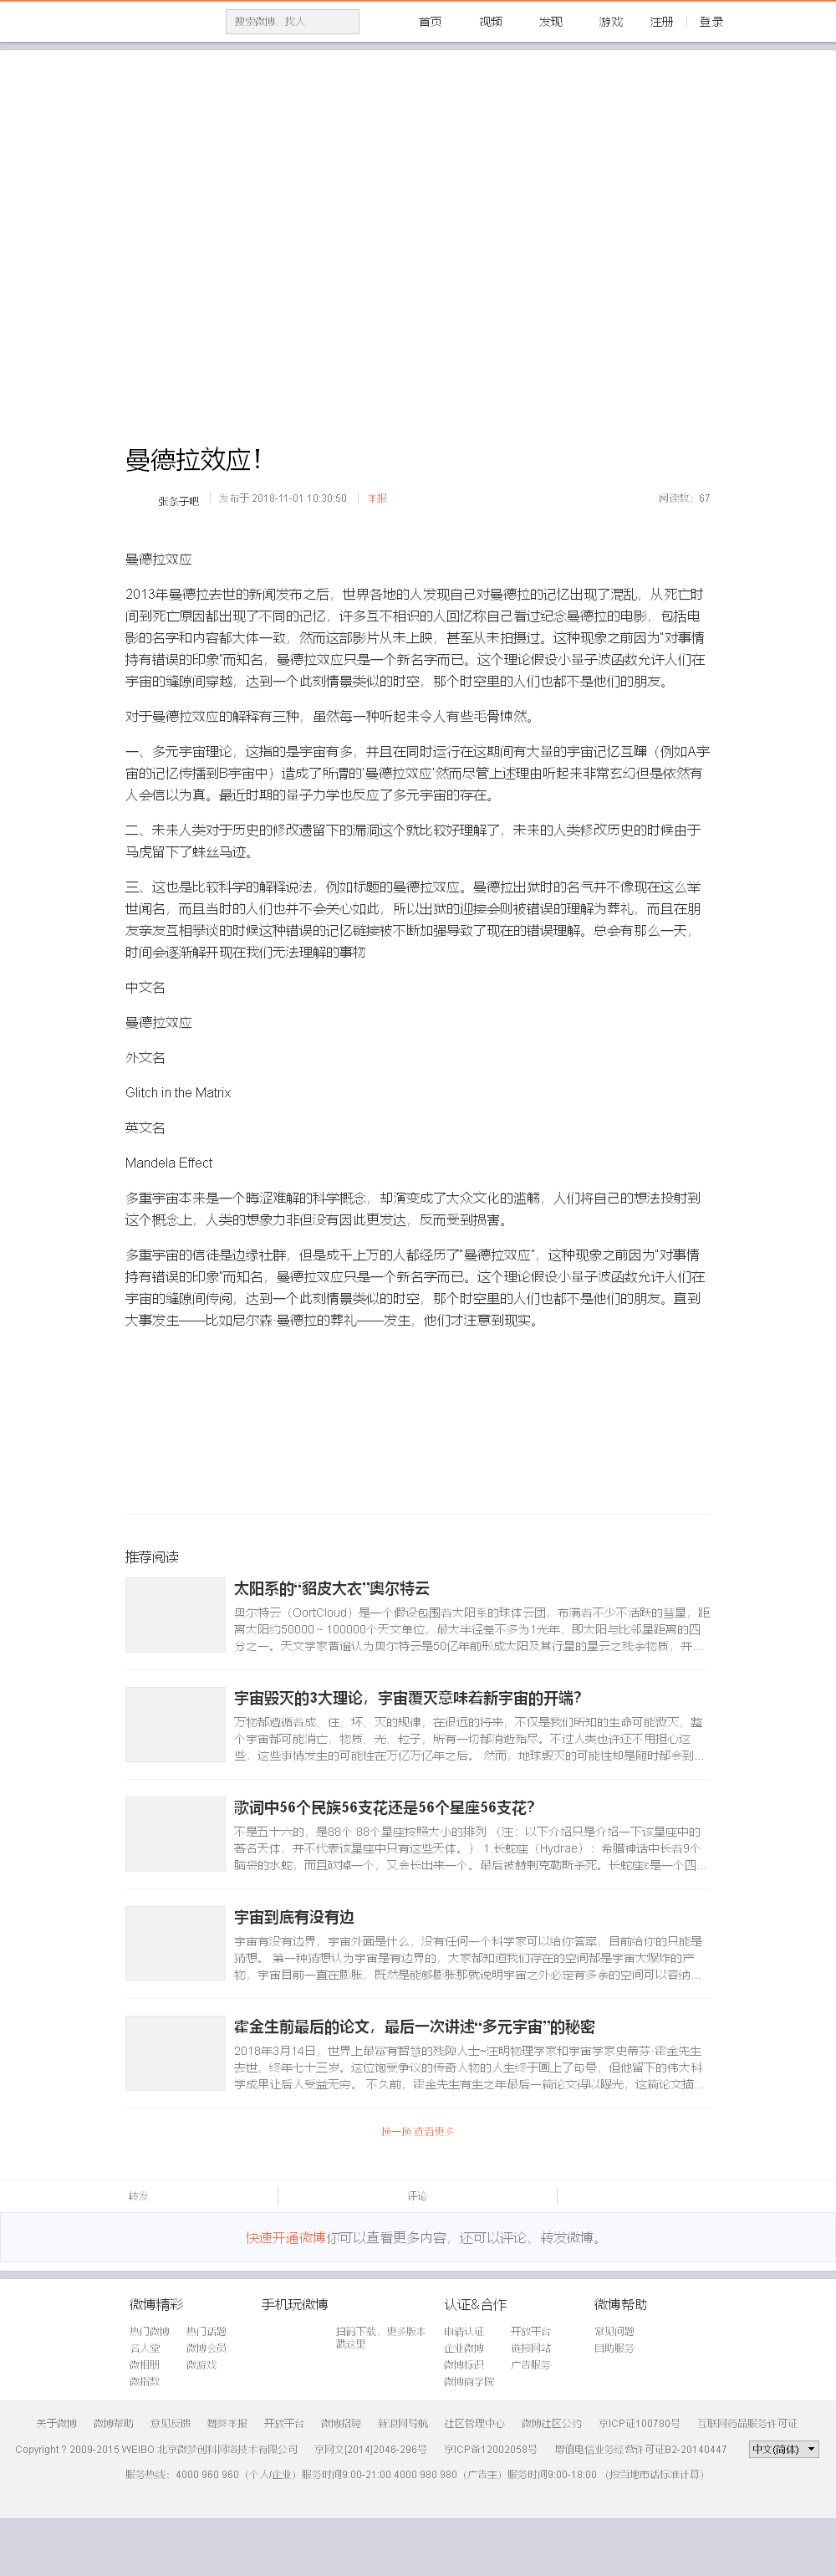 搜索微博、找人
首页 视频 发现 游戏 注册 登录
曼德拉效应！
张条子吧 发布于 2018-11-01 10:30:50 举报 阅读数：67
曼德拉效应
2013年曼德拉去世的新闻发布之后，世界各地的人发现自己对曼德拉的记忆出现了混乱，从死亡时
间到死亡原因都出现了不同的记忆，许多互不相识的人回忆称自己看过纪念曼德拉的电影，包括电
影的名字和内容都大体一致，然而这部影片从未上映，甚至从未拍摄过。这种现象之前因为"对事情
持有错误的印象"而知名，曼德拉效应只是一个新名字而已。这个理论假设小量子波函数允许人们在
宇宙的缝隙间穿越，达到一个此刻情景类似的时空，那个时空里的人们也都不是他们的朋友。
对于曼德拉效应的解释有三种，虽然每一种听起来令人有些毛骨悚然。
一、多元宇宙理论，这指的是宇宙有多，并且在同时运行在这期间有大量的宇宙记忆互蹿（例如A宇
宙的记忆传播到B宇宙中）造成了所谓的'曼德拉效应'然而尽管上述理由听起来非常玄幻但是依然有
人会信以为真。最近时期的量子力学也反应了多元宇宙的存在。
二、未来人类对于历史的修改遗留下的漏洞这个就比较好理解了，未来的人类修改历史的时候由于
马虎留下了蛛丝马迹。
三、这也是比较科学的解释说法，例如标题的曼德拉效应。曼德拉出狱时的名气并不像现在这么举
世闻名，而且当时的人们也并不会关心如此，所以出狱的迎接会则被错误的理解为葬礼，而且在朋
友亲友互相攀谈的时候这种错误的记忆链接被不断加强导致了现在的错误理解。总会有那么一天，
时间会逐渐解开现在我们无法理解的事物
中文名
曼德拉效应
外文名
Glitch in the Matrix
英文名
Mandela Effect
多重宇宙本来是一个晦涩难解的科学概念，却演变成了大众文化的滥觞，人们将自己的想法投射到
这个概念上，人类的想象力非但没有因此更发达，反而受到损害。
多重宇宙的信徒是边缘社群，但是成千上万的人都经历了"曼德拉效应"，这种现象之前因为"对事情
持有错误的印象"而知名，曼德拉效应只是一个新名字而已。这个理论假设小量子波函数允许人们在
宇宙的缝隙间传阅，达到一个此刻情景类似的时空，那个时空里的人们也都不是他们的朋友。直到
大事发生——比如尼尔森·曼德拉的葬礼——发生，他们才注意到现实。
推荐阅读
太阳系的“貂皮大衣”奥尔特云
奥尔特云（OortCloud）是一个假设包围着太阳系的球体云团，布满着不少不活跃的彗星，距
离太阳约50000～100000个天文单位，最大半径差不多为1光年，即太阳与比邻星距离的四
分之一。天文学家普遍认为奥尔特云是50亿年前形成太阳及其行星的星云之残余物质，并...
宇宙毁灭的3大理论，宇宙覆灭意味着新宇宙的开端？
万物都遵循着成、住、坏、灭的规律，在很远的将来，不仅是我们所知的生命可能毁灭，整
个宇宙都可能消亡，物质、光、粒子，所有一切都消逝殆尽。不过人类也许还不用担心这
些，这些事情发生的可能性在万亿万亿年之后。 然而，地球毁灭的可能性却是随时都会到...
歌词中56个民族56支花还是56个星座56支花？
不是五十六的，是88个 88个星座按照大小的排列 （注：以下介绍只是介绍一下该星座中的
著名天体，并不代表该星座中只有这些天体。） 1.长蛇座（Hydrae）：希腊神话中长着9个
脑袋的水蛇，而且砍掉一个，又会长出来一个。最后被赫剌克勒斯杀死。长蛇座ε是一个四...
宇宙到底有没有边
宇宙有没有边界，宇宙外面是什么，没有任何一个科学家可以给你答案，目前给你的只能是
猜想。 第一种猜想认为宇宙是有边界的，大家都知道我们存在的空间都是宇宙大爆炸的产
物，宇宙目前一直在膨胀，既然是能够膨胀那就说明宇宙之外必定有多余的空间可以容纳...
霍金生前最后的论文，最后一次讲述“多元宇宙”的秘密
2018年3月14日，世界上最富有智慧的残障人士~注明物理学家和宇宙学家史蒂芬·霍金先生
去世，终年七十三岁。这位饱受争议的传奇人物的人生终于画上了句号，但他留下的伟大科
学成果让后人受益无穷。 不久前，霍金先生有生之年最后一篇论文得以曝光，这篇论文描...
换一换 查看更多
转发 评论
快速开通微博你可以查看更多内容，还可以评论、转发微博。
微博精彩 手机玩微博 认证&合作 微博帮助
热门微博 热门话题 扫码下载，更多版本 申请认证 开放平台 常见问题
名人堂 微博会员 戳这里 企业微博 链接网站 自助服务
微相册 微游戏 微博标识 广告服务
微指数 微博商学院
关于微博 微博帮助 意见反馈 舞弊举报 开放平台 微博招聘 新浪网导航 社区管理中心 微博社区公约 京ICP证100780号 互联网药品服务许可证
Copyright ? 2009-2015 WEIBO 北京微梦创科网络技术有限公司 京网文[2014]2046-296号 京ICP备12002058号 增值电信业务经营许可证B2-20140447 中文(简体)
服务热线：4000 960 960（个人/企业）服务时间9:00-21:00 4000 980 980（广告主）服务时间9:00-18:00 （按当地市话标准计算）